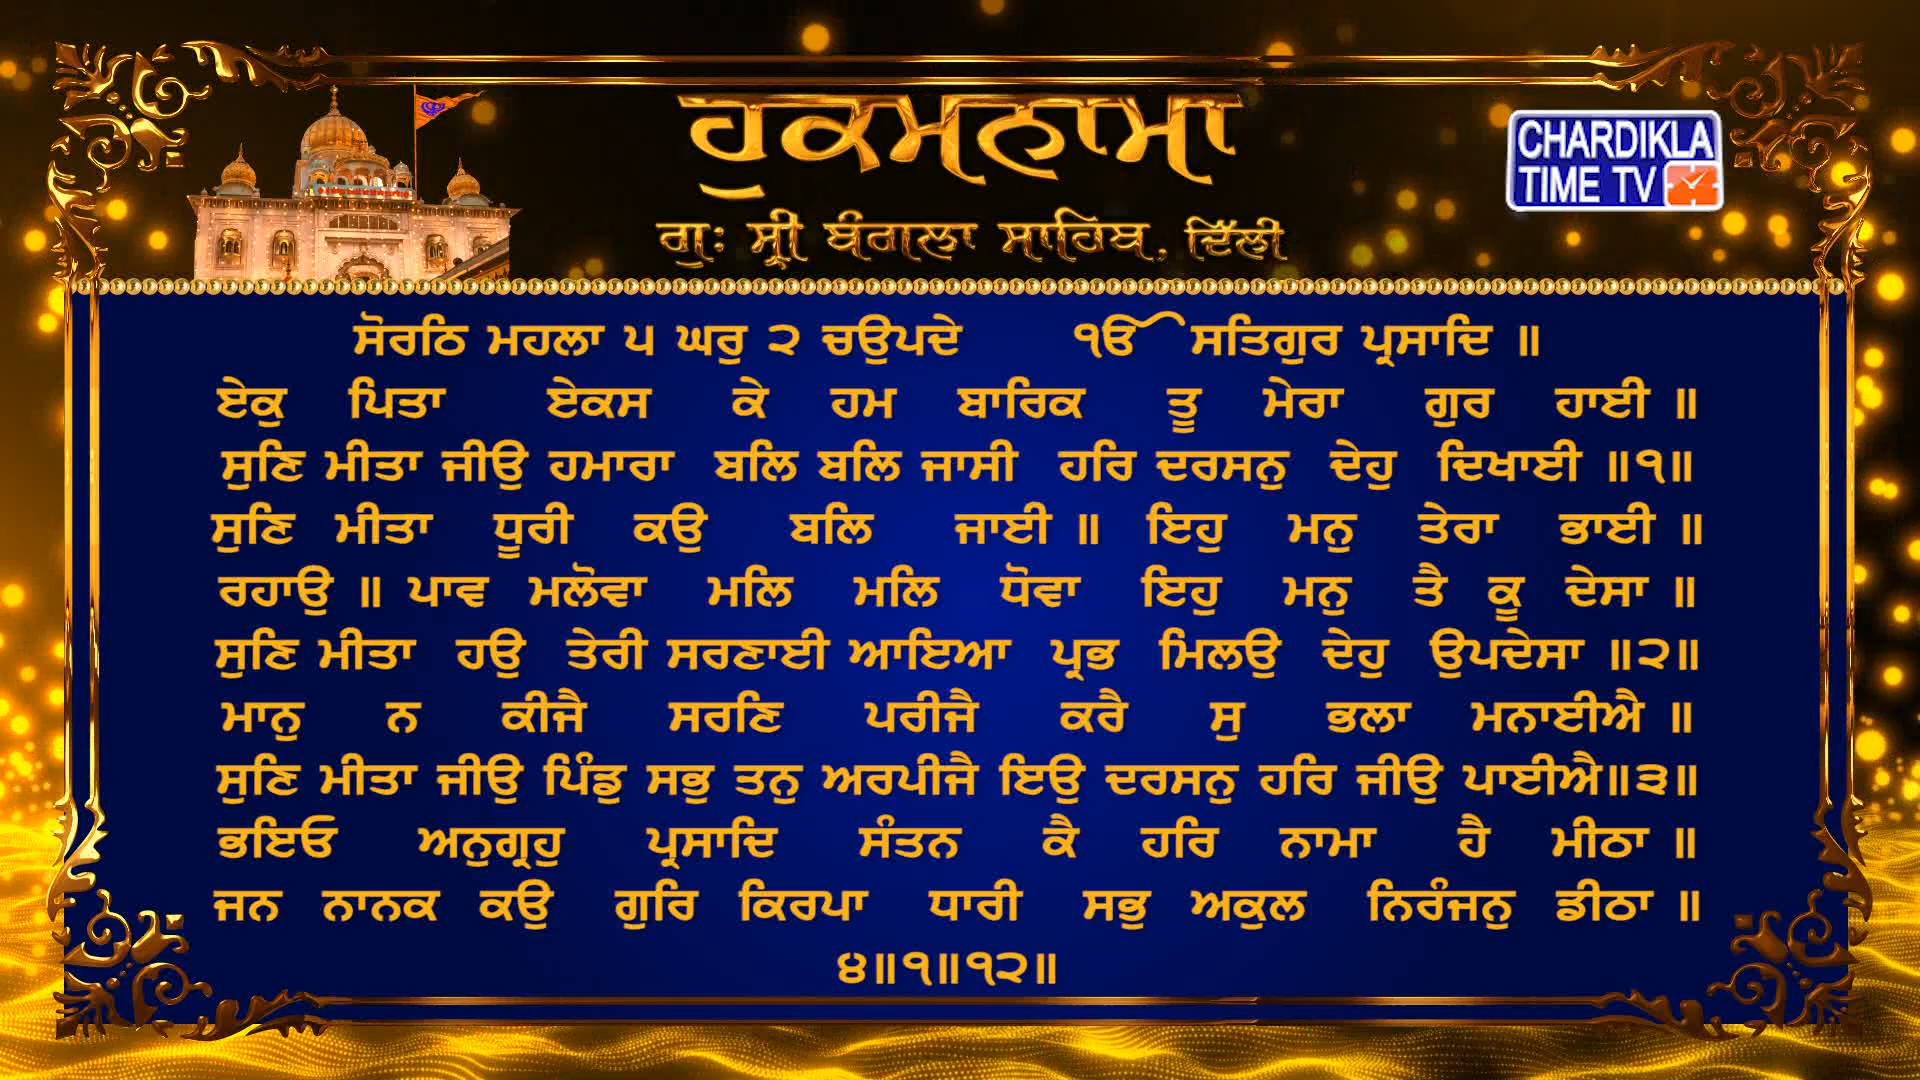 ਹੁਕਮਨਾਮਾ
ਗੁਃ ਸ੍ਰੀ ਬੰਗਲਾ ਸਾਹਿਬ, ਦਿੱਲੀ
CHARDIKLA
TIME TV
ਸੋਰਠਿ ਮਹਲਾ ੫ ਘਰੁ ੨ ਚਉਪਦੇ ੴ ਸਤਿਗੁਰ ਪ੍ਰਸਾਦਿ ॥
ਏਕੁ ਪਿਤਾ ਏਕਸ ਕੇ ਹਮ ਬਾਰਿਕ ਤੂ ਮੇਰਾ ਗੁਰ ਹਾਈ ॥
ਸੁਣਿ ਮੀਤਾ ਜੀਉ ਹਮਾਰਾ ਬਲਿ ਬਲਿ ਜਾਸੀ ਹਰਿ ਦਰਸਨੁ ਦੇਹੁ ਦਿਖਾਈ ॥੧॥
ਸੁਣਿ ਮੀਤਾ ਧੂਰੀ ਕਉ ਬਲਿ ਜਾਈ ॥ ਇਹੁ ਮਨੁ ਤੇਰਾ ਭਾਈ ॥
ਰਹਾਉ ॥ ਪਾਵ ਮਲੋਵਾ ਮਲਿ ਮਲਿ ਧੋਵਾ ਇਹੁ ਮਨੁ ਤੈ ਕੂ ਦੇਸਾ ॥
ਸੁਣਿ ਮੀਤਾ ਹਉ ਤੇਰੀ ਸਰਣਾਈ ਆਇਆ ਪ੍ਰਭ ਮਿਲਉ ਦੇਹੁ ਉਪਦੇਸਾ ॥੨॥
ਮਾਨੁ ਨ ਕੀਜੈ ਸਰਣਿ ਪਰੀਜੈ ਕਰੈ ਸੁ ਭਲਾ ਮਨਾਈਐ ॥
ਸੁਣਿ ਮੀਤਾ ਜੀਉ ਪਿੰਡੁ ਸਭੁ ਤਨੁ ਅਰਪੀਜੈ ਇਉ ਦਰਸਨੁ ਹਰਿ ਜੀਉ ਪਾਈਐ॥੩॥
ਭਇਓ ਅਨੁਗ੍ਰਹੁ ਪ੍ਰਸਾਦਿ ਸੰਤਨ ਕੈ ਹਰਿ ਨਾਮਾ ਹੈ ਮੀਠਾ ॥
ਜਨ ਨਾਨਕ ਕਉ ਗੁਰਿ ਕਿਰਪਾ ਧਾਰੀ ਸਭੁ ਅਕੁਲ ਨਿਰੰਜਨੁ ਡੀਠਾ ॥
੪॥੧॥੧੨॥